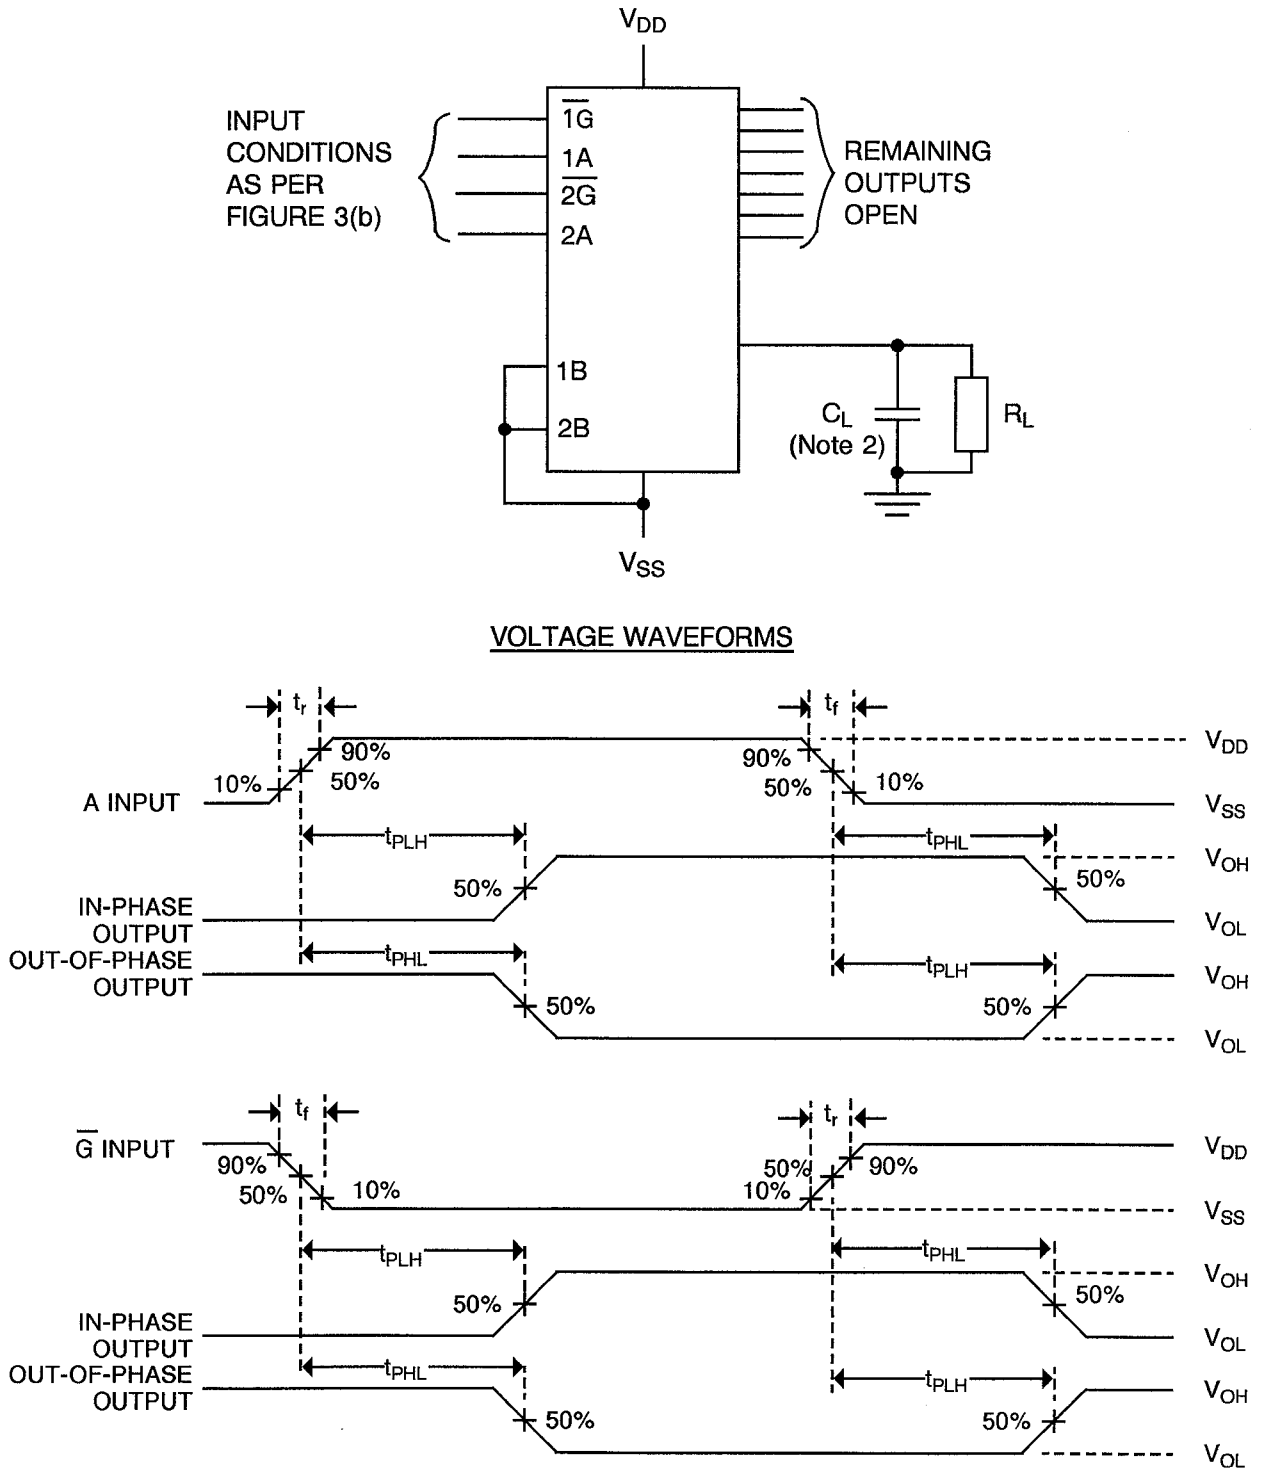 VDD
INPUT
CONDITIONS
AS PER
FIGURE 3(b)
1G
1A
2G
2A
1B
2B
REMAINING
OUTPUTS
OPEN
CL
(Note 2)
RL
VSS
VOLTAGE WAVEFORMS
tr
tf
90%
50%
10%
90%
50%
10%
A INPUT
VDD
VSS
tPLH
tPHL
50%
50%
VOH
VOL
IN-PHASE
OUTPUT
OUT-OF-PHASE
OUTPUT
tPHL
tPLH
50%
50%
VOH
VOL
tf
tr
G INPUT
90%
50%
10%
50%
10%
90%
VDD
VSS
tPLH
tPHL
50%
50%
VOH
VOL
IN-PHASE
OUTPUT
OUT-OF-PHASE
OUTPUT
tPHL
tPLH
50%
50%
VOH
VOL